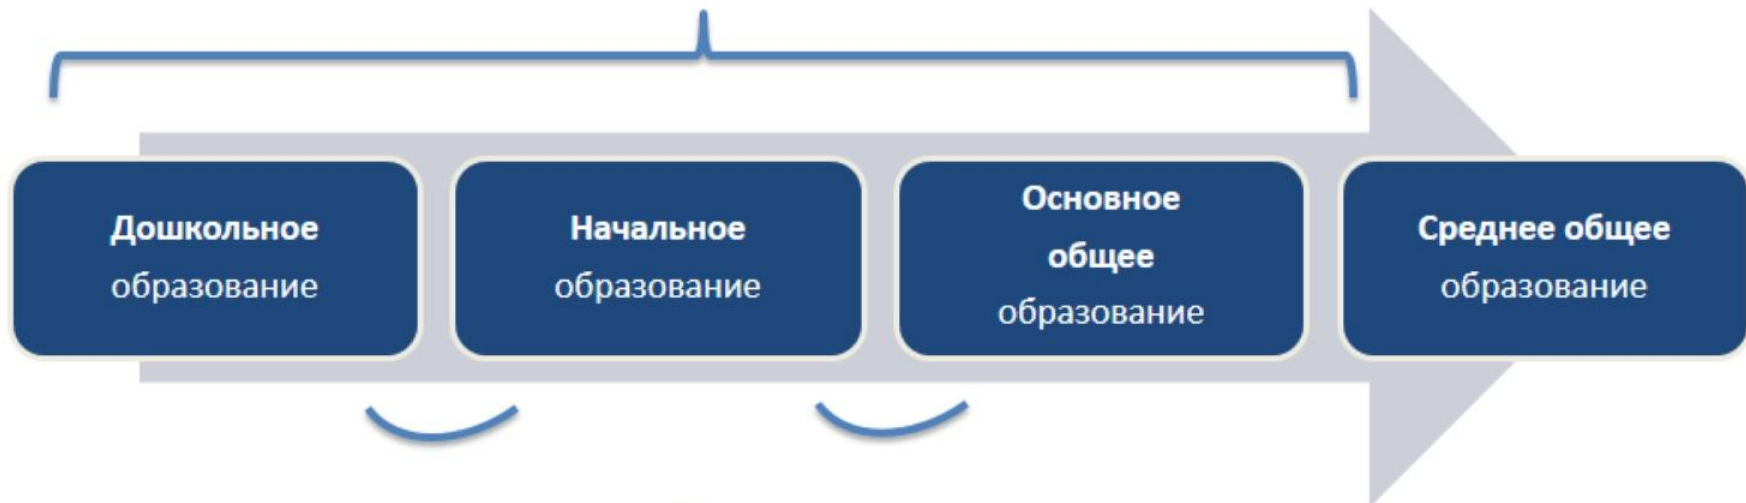 Дошкольное
образование
Начальное
образование
Основное
общее
образование
Среднее общее
образование